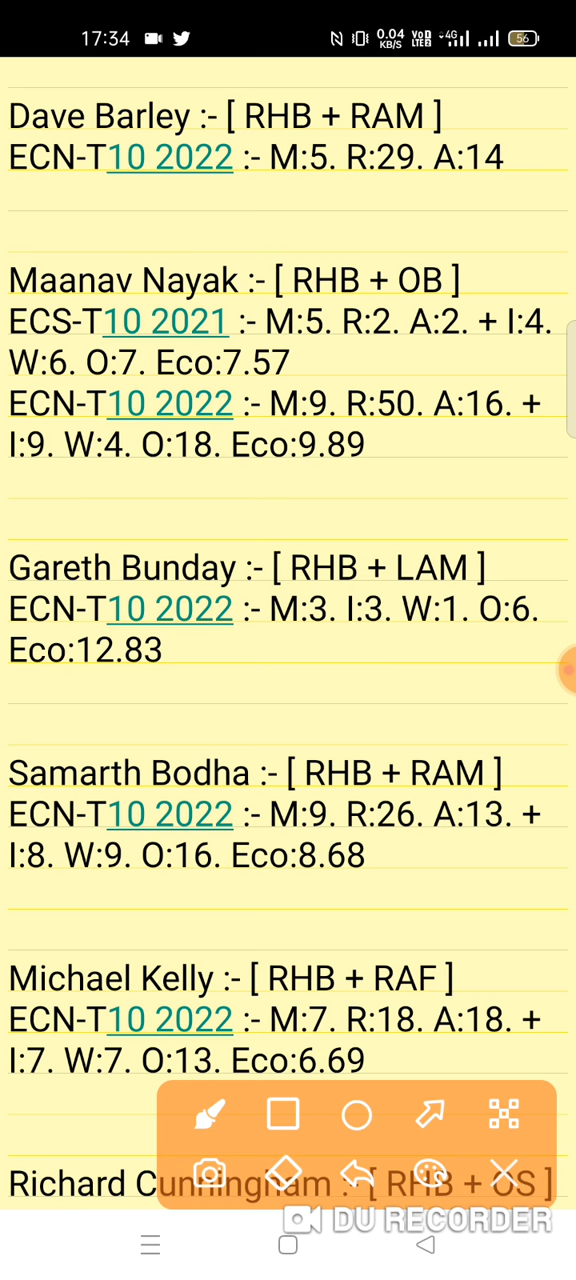 17:34
0.04 KB/S VoD LTE2 4G 56
Dave Barley :- [ RHB + RAM ]
ECN-T10 2022 :- M:5. R:29. A:14
Maanav Nayak :- [ RHB + OB ]
ECS-T10 2021 :- M:5. R:2. A:2. + I:4.
W:6. O:7. Eco:7.57
ECN-T10 2022 :- M:9. R:50. A:16. +
I:9. W:4. O:18. Eco:9.89
Gareth Bunday :- [ RHB + LAM ]
ECN-T10 2022 :- M:3. I:3. W:1. O:6.
Eco:12.83
Samarth Bodha :- [ RHB + RAM ]
ECN-T10 2022 :- M:9. R:26. A:13. +
I:8. W:9. O:16. Eco:8.68
Michael Kelly :- [ RHB + RAF ]
ECN-T10 2022 :- M:7. R:18. A:18. +
I:7. W:7. O:13. Eco:6.69
Richard Cunningham :- [ RHB + OS ]
DU RECORDER